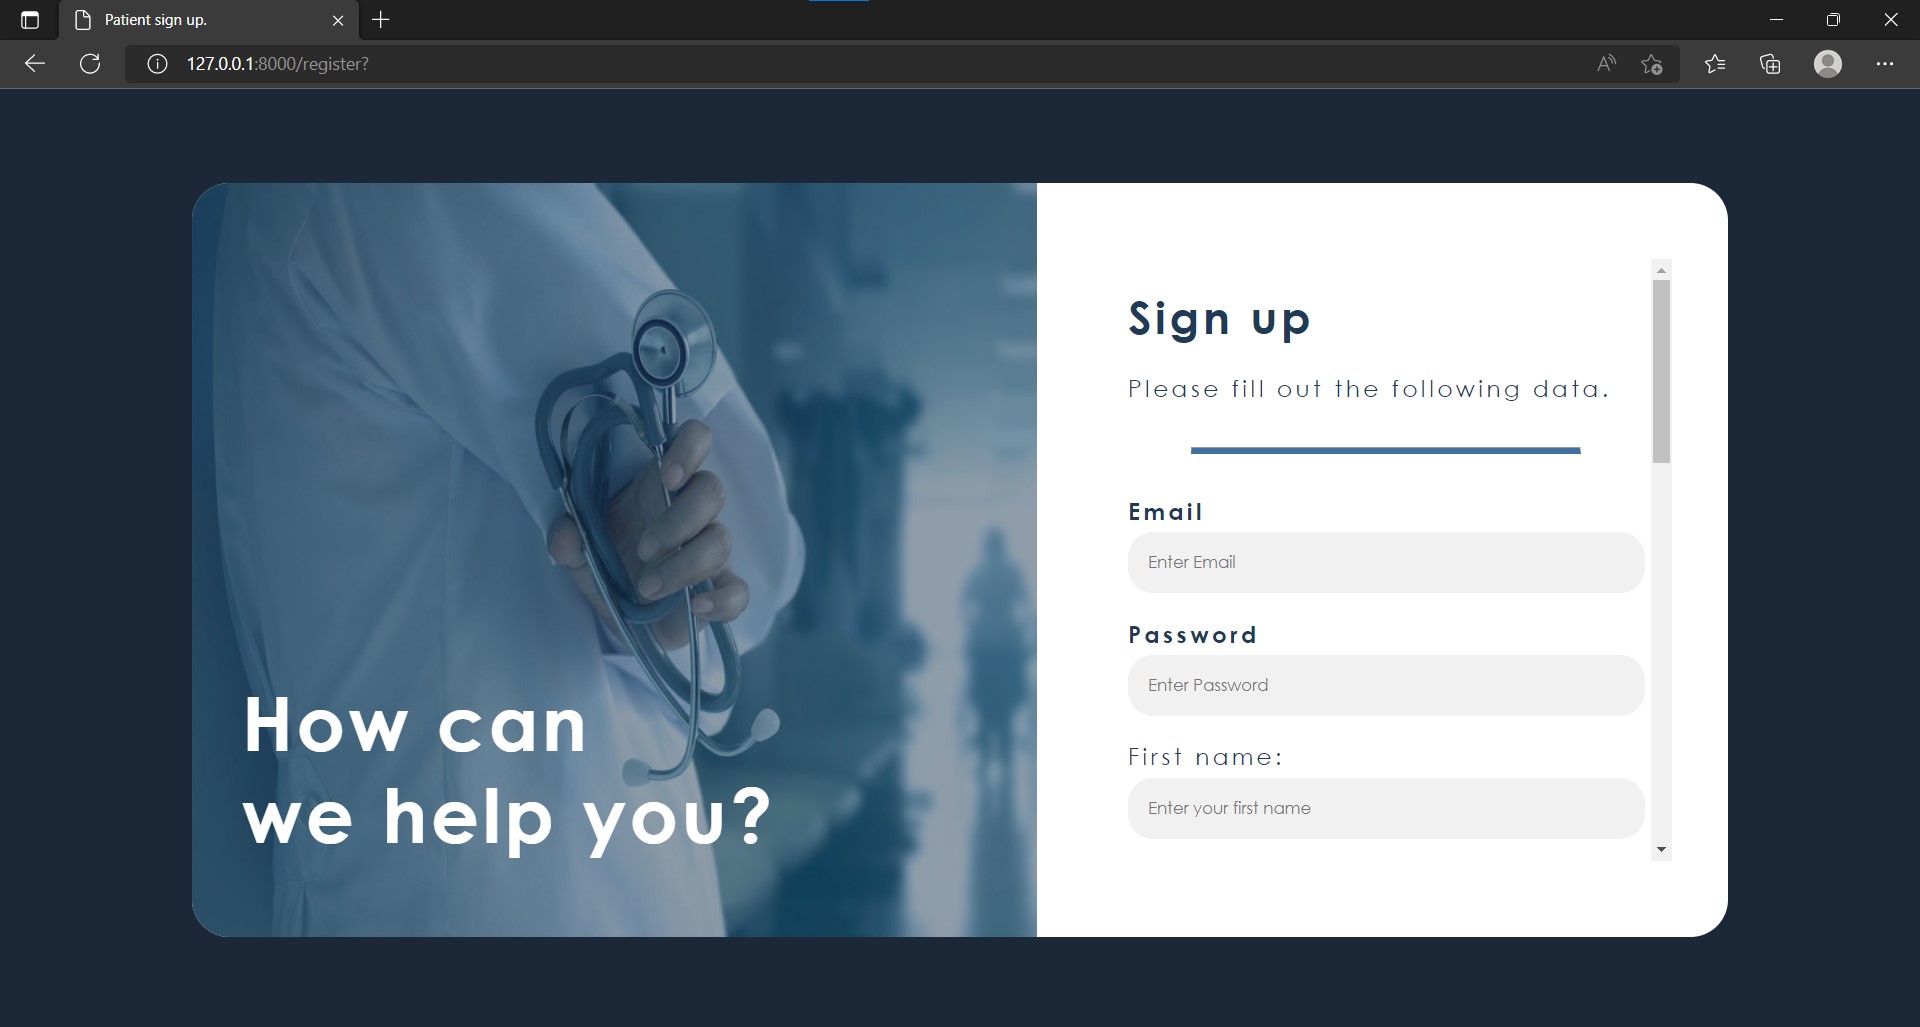 Patient sign up.
127.0.0.1:8000/register?
How can
we help you?
Sign up
Please fill out the following data.
Email
Enter Email
Password
Enter Password
First name:
Enter your first name